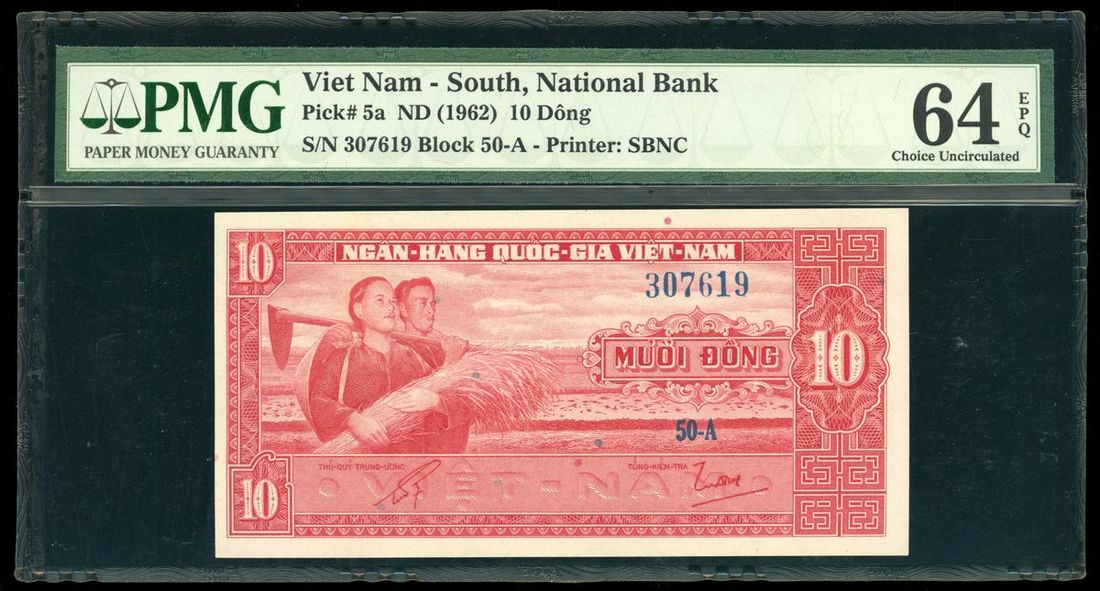 PMG
PAPER MONEY GUARANTY
Viet Nam - South, National Bank
Pick# 5a ND (1962) 10 Dông
S/N 307619 Block 50-A - Printer: SBNC
64 EPQ
Choice Uncirculated
10
NGÂN-HÀNG QUỐC-GIA VIỆT-NAM
307619
MƯỜI ĐỒNG
10
50-A
THỦ-QUỸ TRUNG-ƯƠNG
TỔNG-KIỂM-TRA
VIỆT-NAM
10